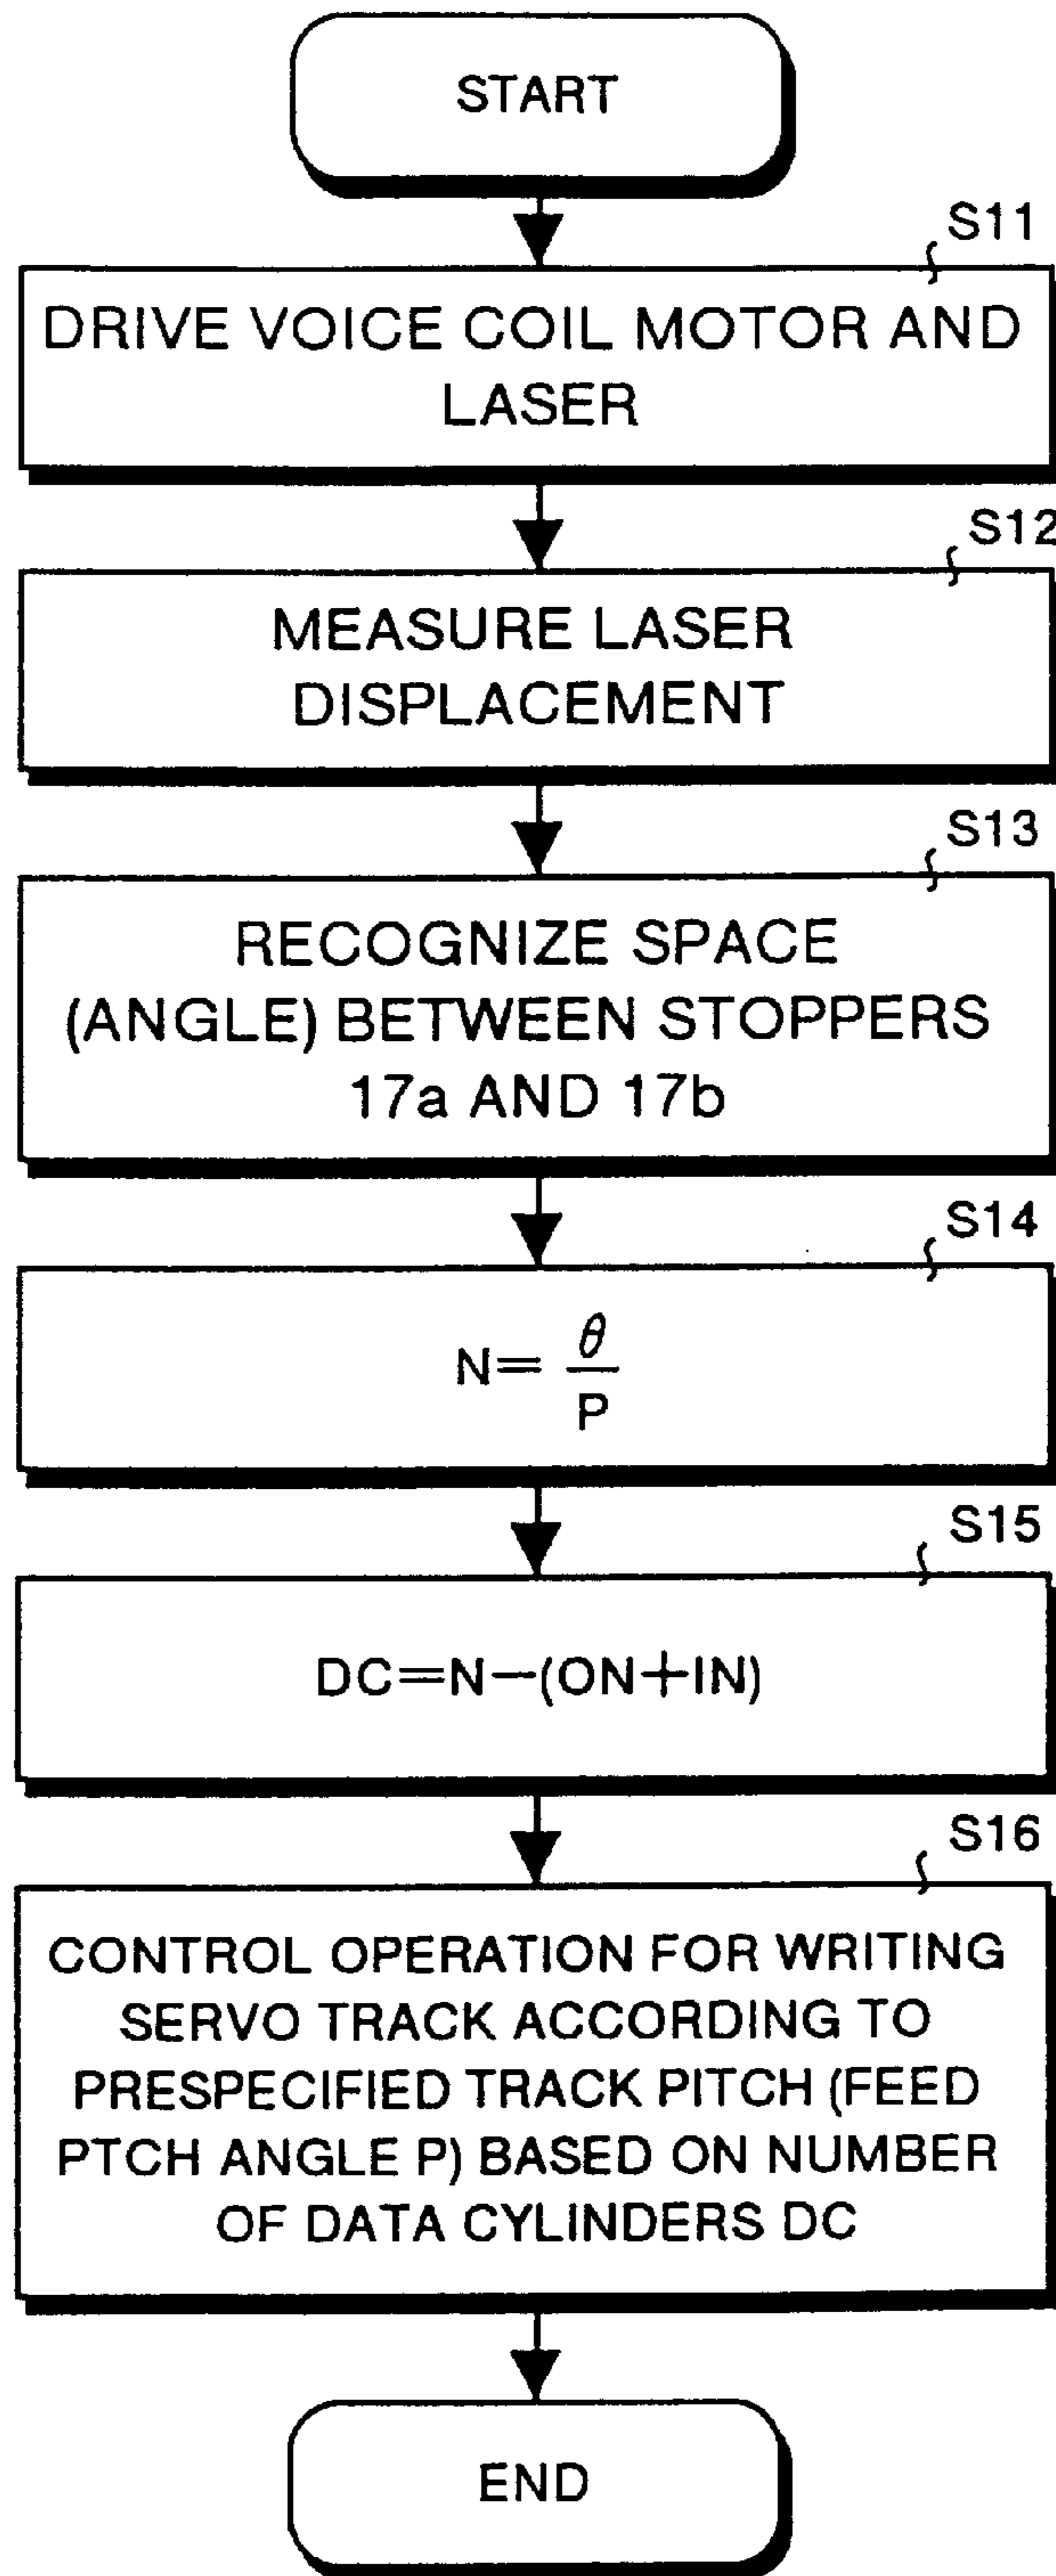 START
S11
DRIVE VOICE COIL MOTOR AND
LASER
S12
MEASURE LASER
DISPLACEMENT
S13
RECOGNIZE SPACE
(ANGLE) BETWEEN STOPPERS
17a AND 17b
S14
N= θ/P
S15
DC=N-(ON+IN)
S16
CONTROL OPERATION FOR WRITING
SERVO TRACK ACCORDING TO
PRESPECIFIED TRACK PITCH (FEED
PTCH ANGLE P) BASED ON NUMBER
OF DATA CYLINDERS DC
END